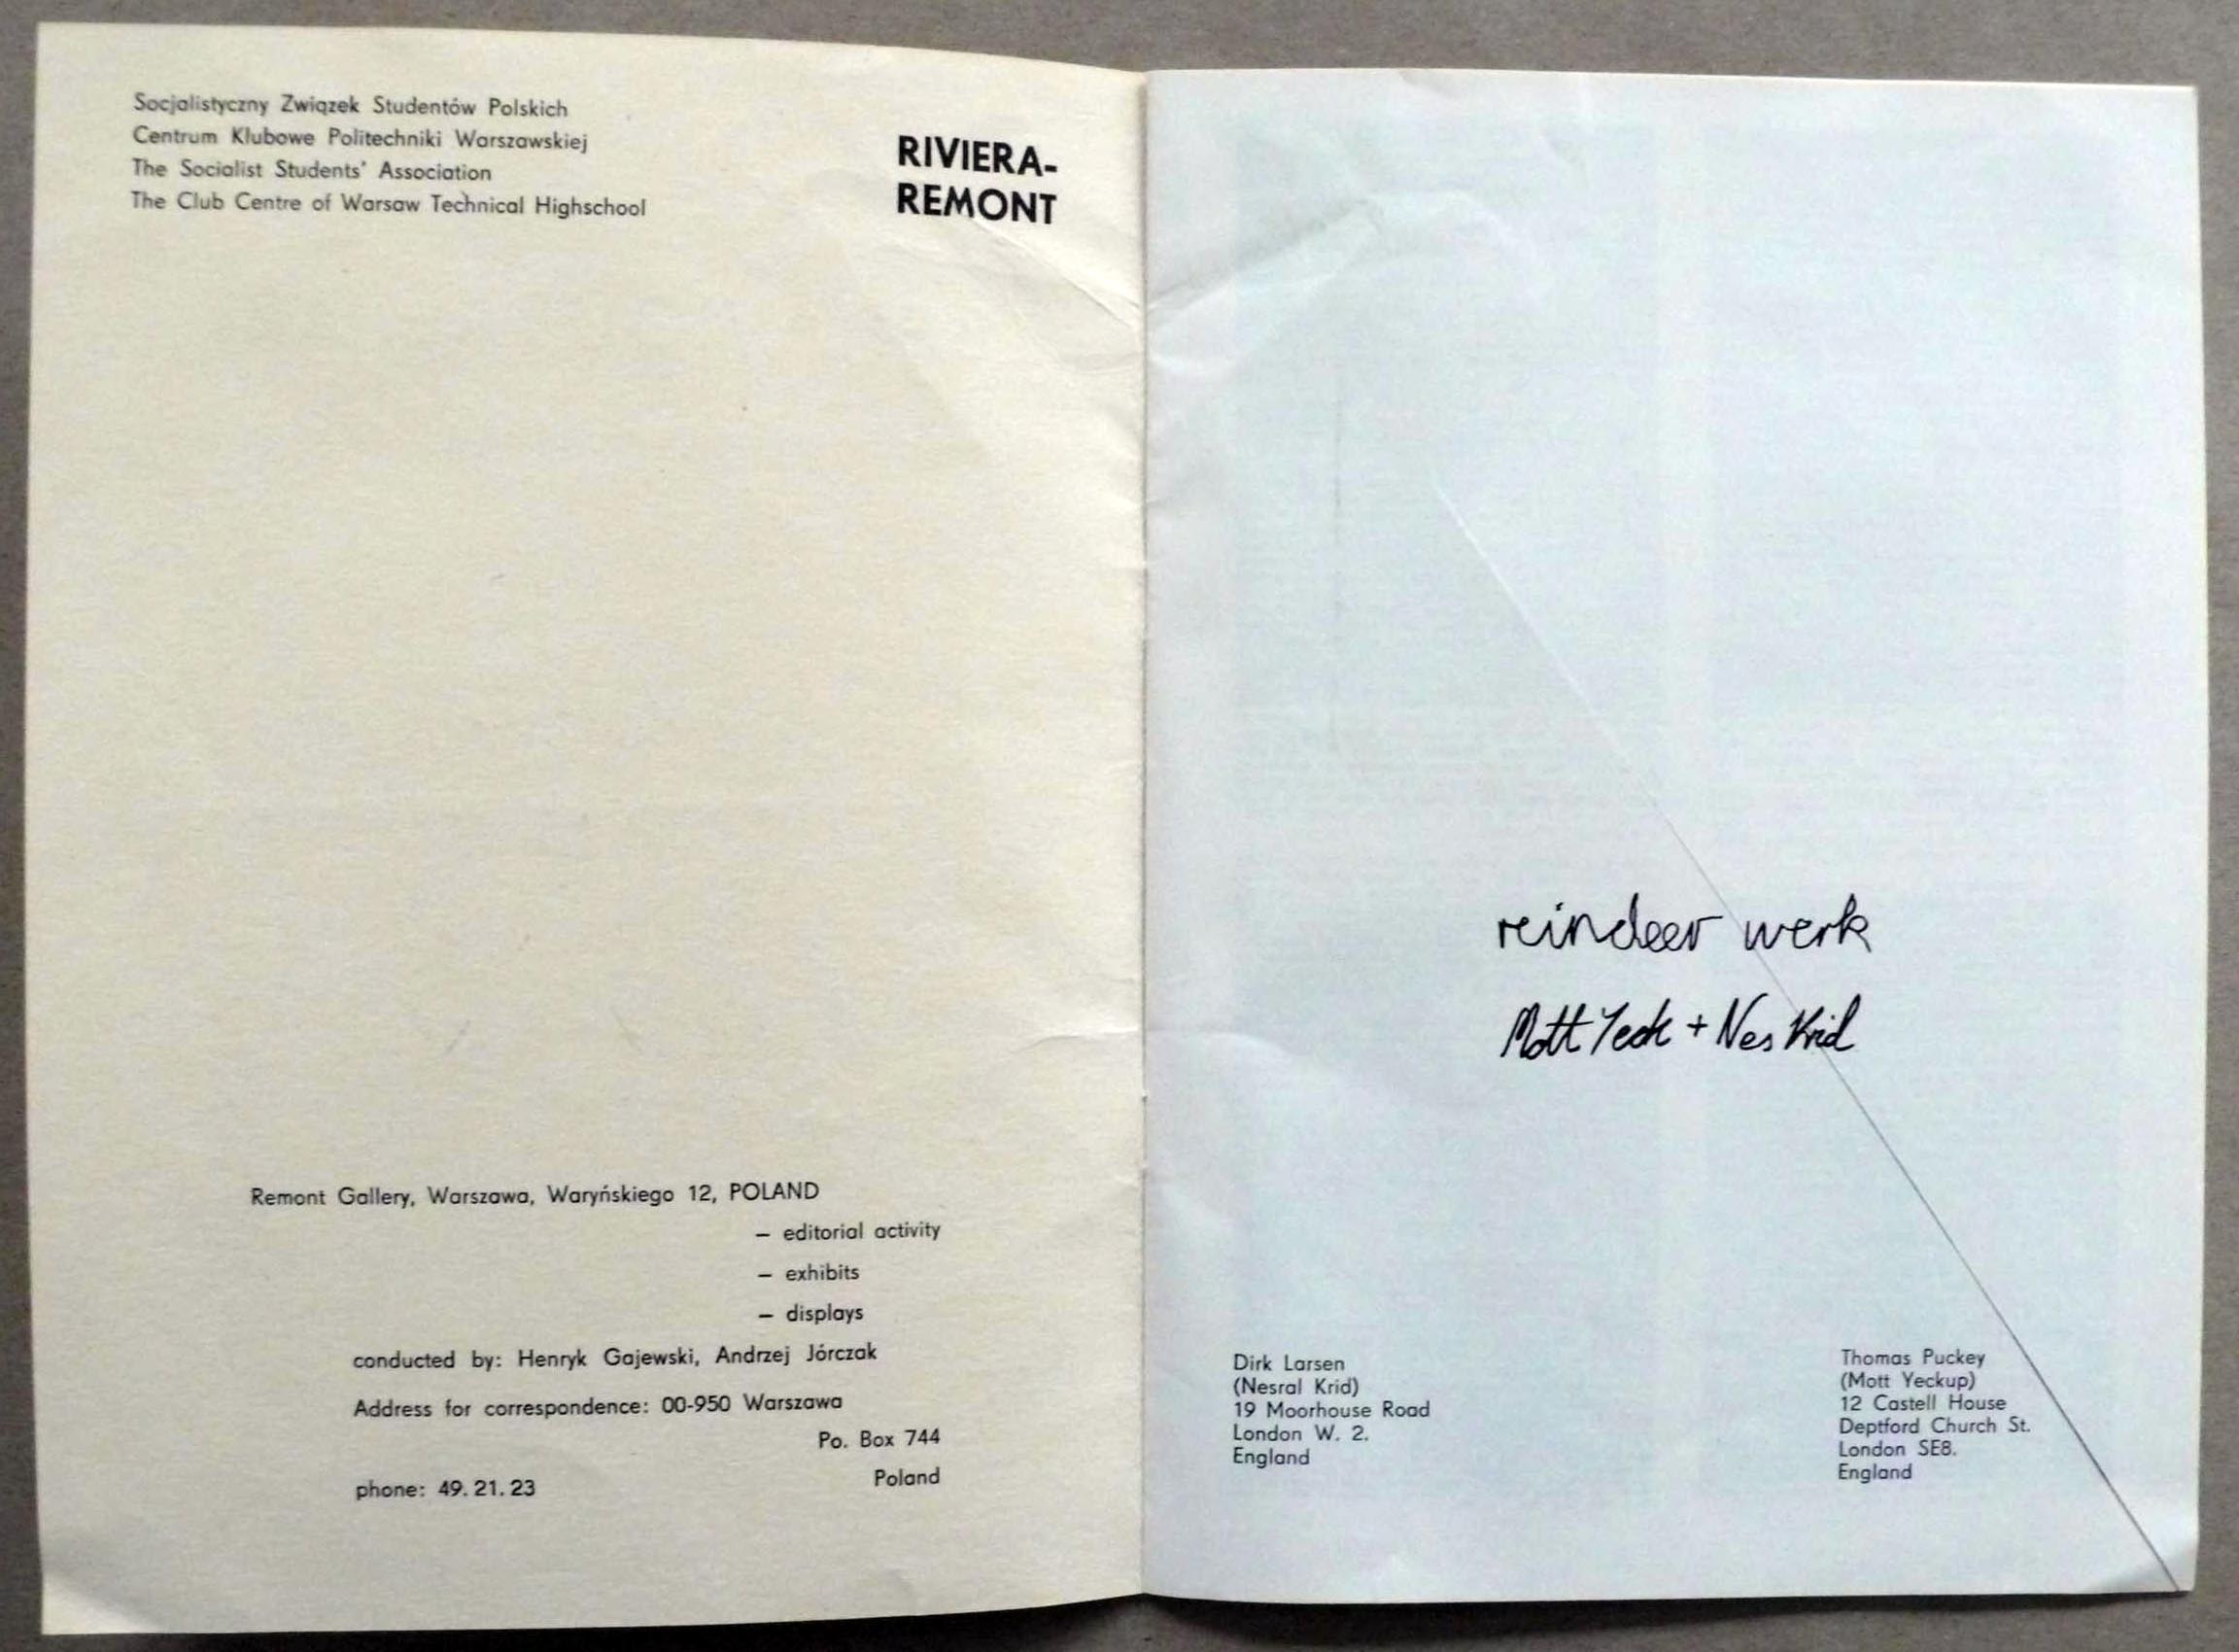 Socjalistyczny Związek Studentów Polskich
Centrum Klubowe Politechniki Warszawskiej
The Socialist Students' Association
The Club Centre of Warsaw Technical Highschool
RIVIERA-
REMONT
Remont Gallery, Warszawa, Waryńskiego 12, POLAND
– editorial activity
– exhibits
– displays
conducted by: Henryk Gajewski, Andrzej Jórczak
Address for correspondence: 00-950 Warszawa
Po. Box 744
Poland
phone: 49. 21. 23
reindeer werk
Mott Yeck + Nes Krid
Dirk Larsen
(Nesral Krid)
19 Moorhouse Road
London W. 2.
England
Thomas Puckey
(Mott Yeckup)
12 Castell House
Deptford Church St.
London SE8.
England